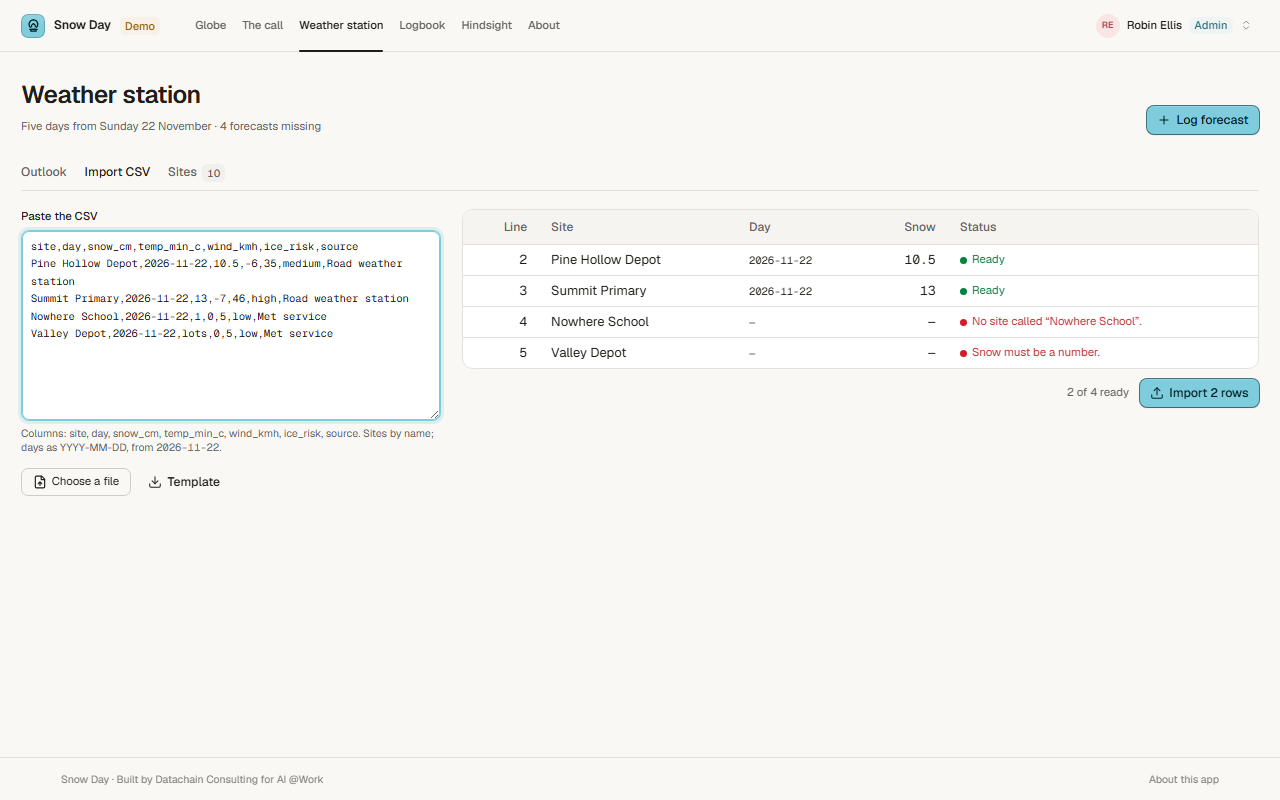 Snow Day Demo Globe The call Weather station Logbook Hindsight About RE Robin Ellis Admin
Weather station
Five days from Sunday 22 November · 4 forecasts missing
Log forecast
Outlook Import CSV Sites 10
Paste the CSV
site,day,snow_cm,temp_min_c,wind_kmh,ice_risk,source
Pine Hollow Depot,2026-11-22,10.5,-6,35,medium,Road weather
station
Summit Primary,2026-11-22,13,-7,46,high,Road weather station
Nowhere School,2026-11-22,1,0,5,low,Met service
Valley Depot,2026-11-22,lots,0,5,low,Met service
Columns: site, day, snow_cm, temp_min_c, wind_kmh, ice_risk, source. Sites by name;
days as YYYY-MM-DD, from 2026-11-22.
Choose a file Template
Line Site Day Snow Status
2 Pine Hollow Depot 2026-11-22 10.5 Ready
3 Summit Primary 2026-11-22 13 Ready
4 Nowhere School – – No site called “Nowhere School”.
5 Valley Depot – – Snow must be a number.
2 of 4 ready Import 2 rows
Snow Day · Built by Datachain Consulting for AI @Work About this app